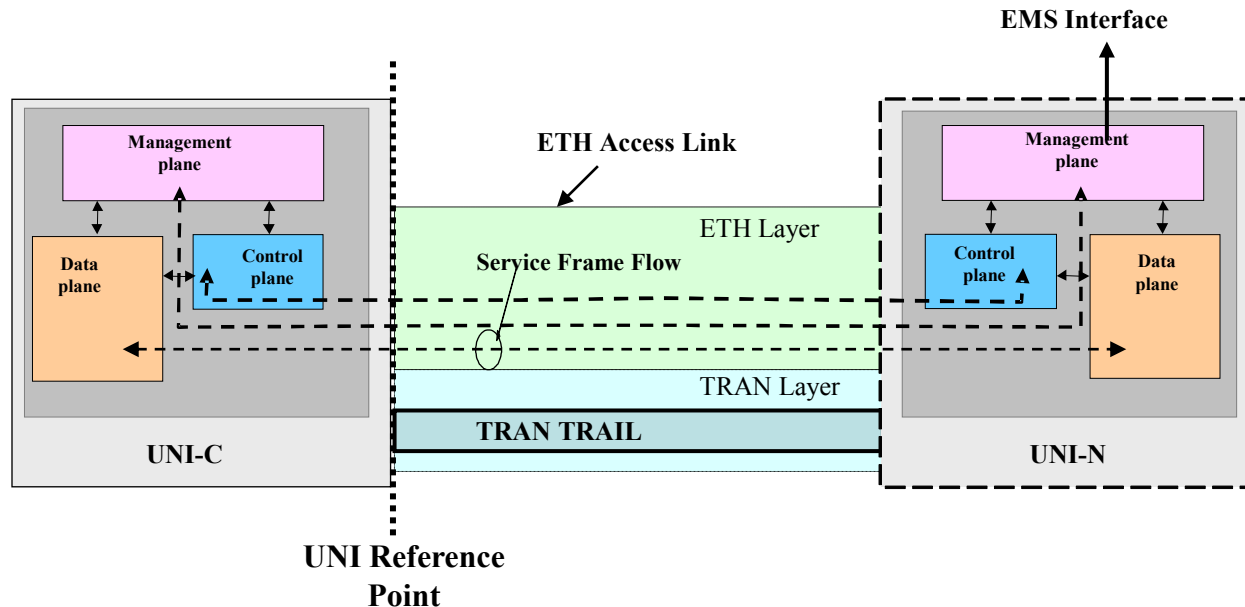 EMS Interface
Management
plane
Data
plane
Control
plane
UNI-C
ETH Access Link
ETH Layer
Service Frame Flow
TRAN Layer
TRAN TRAIL
Management
plane
Control
plane
Data
plane
UNI-N
UNI Reference
Point